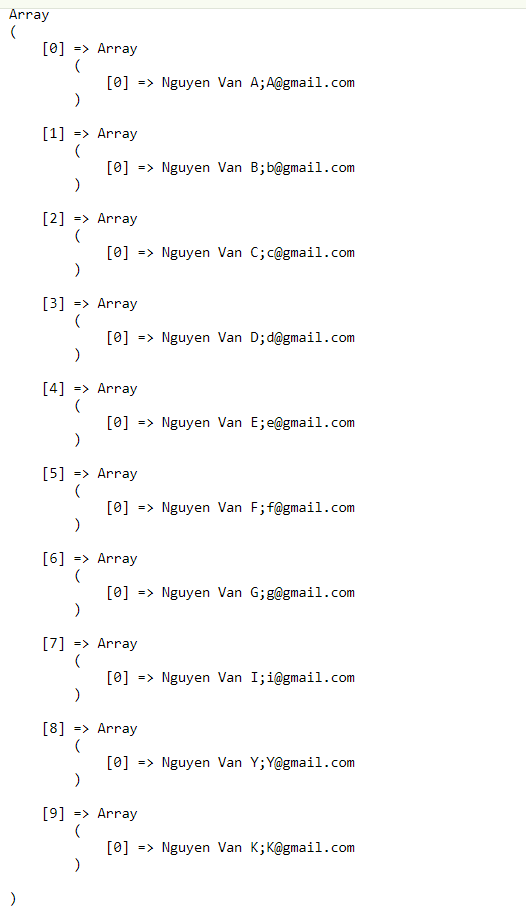 Array
(
    [0] => Array
        (
            [0] => Nguyen Van A;A@gmail.com
        )

    [1] => Array
        (
            [0] => Nguyen Van B;b@gmail.com
        )

    [2] => Array
        (
            [0] => Nguyen Van C;c@gmail.com
        )

    [3] => Array
        (
            [0] => Nguyen Van D;d@gmail.com
        )

    [4] => Array
        (
            [0] => Nguyen Van E;e@gmail.com
        )

    [5] => Array
        (
            [0] => Nguyen Van F;f@gmail.com
        )

    [6] => Array
        (
            [0] => Nguyen Van G;g@gmail.com
        )

    [7] => Array
        (
            [0] => Nguyen Van I;i@gmail.com
        )

    [8] => Array
        (
            [0] => Nguyen Van Y;Y@gmail.com
        )

    [9] => Array
        (
            [0] => Nguyen Van K;K@gmail.com
        )

)